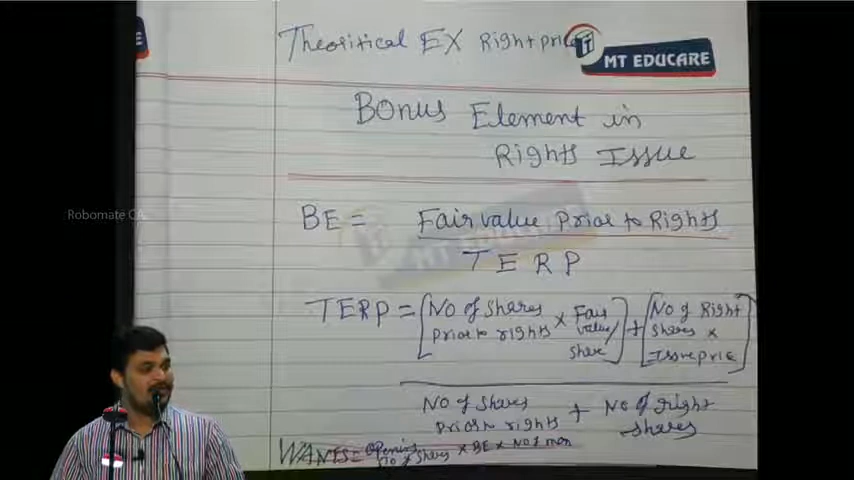 Theoritical EX Right price
MT EDUCARE
Bonus Element in
Rights Issue
Robomate CA
BE = Fair value Prior to Rights
TERP
TERP = [No of shares prior to rights × Fair value/ share] + [No of Right shares × Issue price]
No of shares prior to rights + No of right shares
WANES = opening no of shares × BE × No of mon